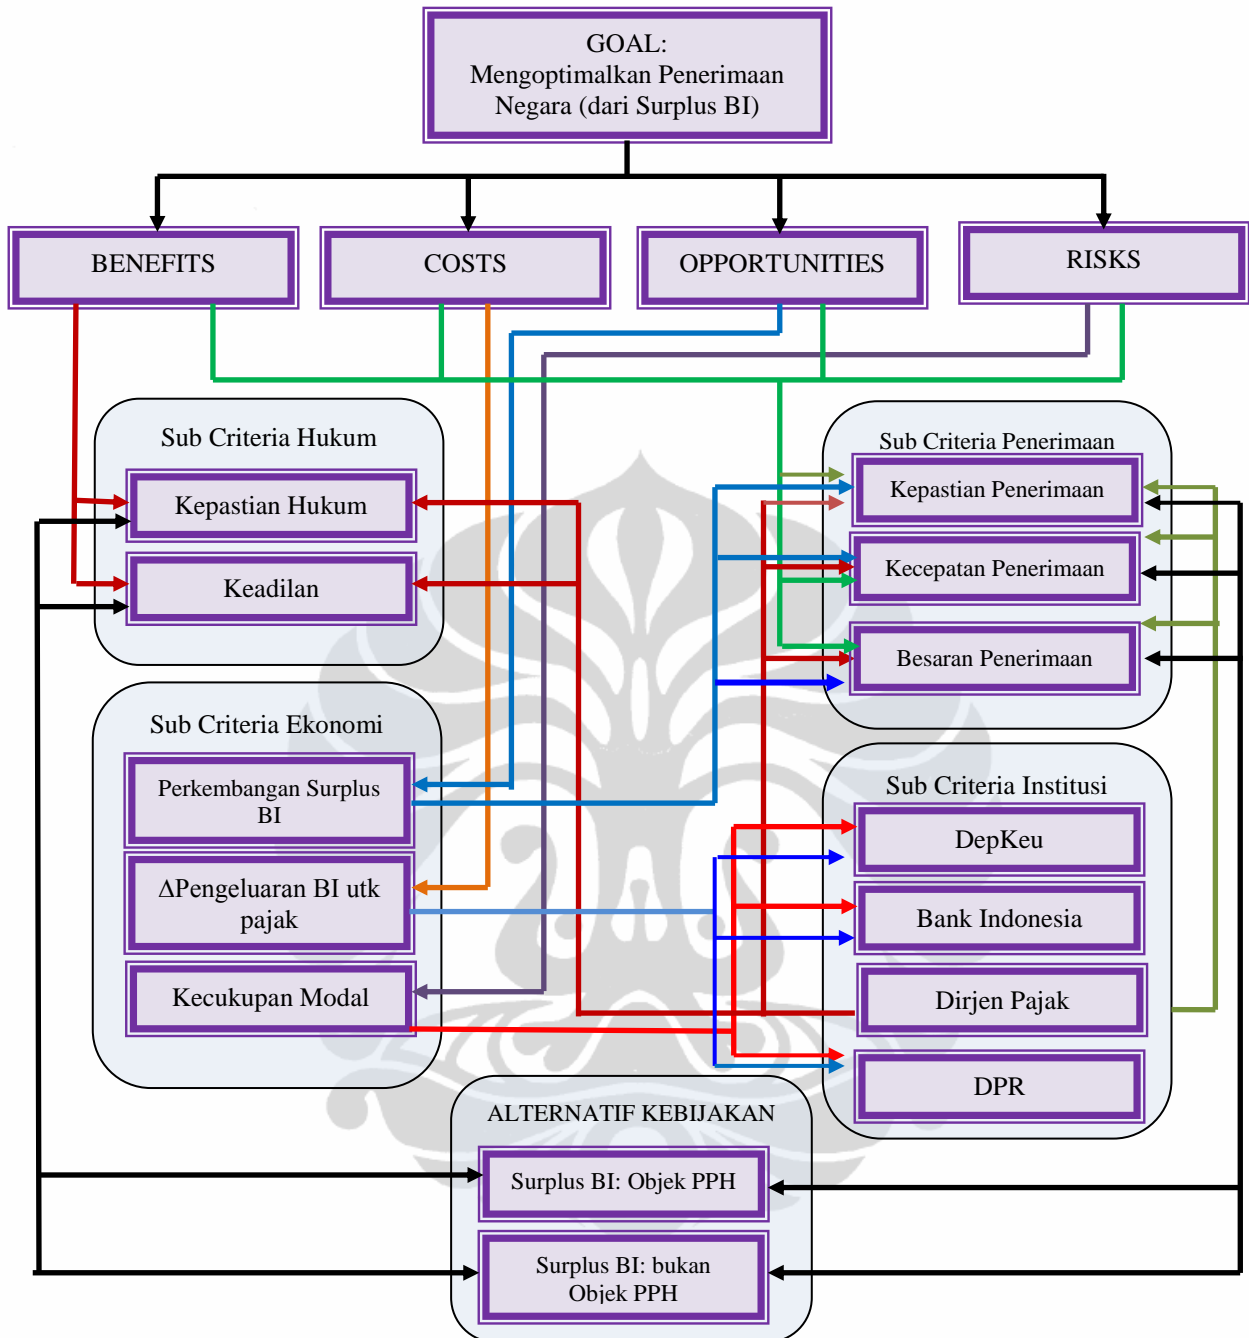 GOAL:
Mengoptimalkan Penerimaan
Negara (dari Surplus BI)
BENEFITS
COSTS
OPPORTUNITIES
RISKS
Sub Criteria Hukum
Kepastian Hukum
Keadilan
Sub Criteria Penerimaan
Kepastian Penerimaan
Kecepatan Penerimaan
Besaran Penerimaan
Sub Criteria Ekonomi
Perkembangan Surplus
BI
ΔPengeluaran BI utk
pajak
Kecukupan Modal
Sub Criteria Institusi
DepKeu
Bank Indonesia
Dirjen Pajak
DPR
ALTERNATIF KEBIJAKAN
Surplus BI: Objek PPH
Surplus BI: bukan
Objek PPH